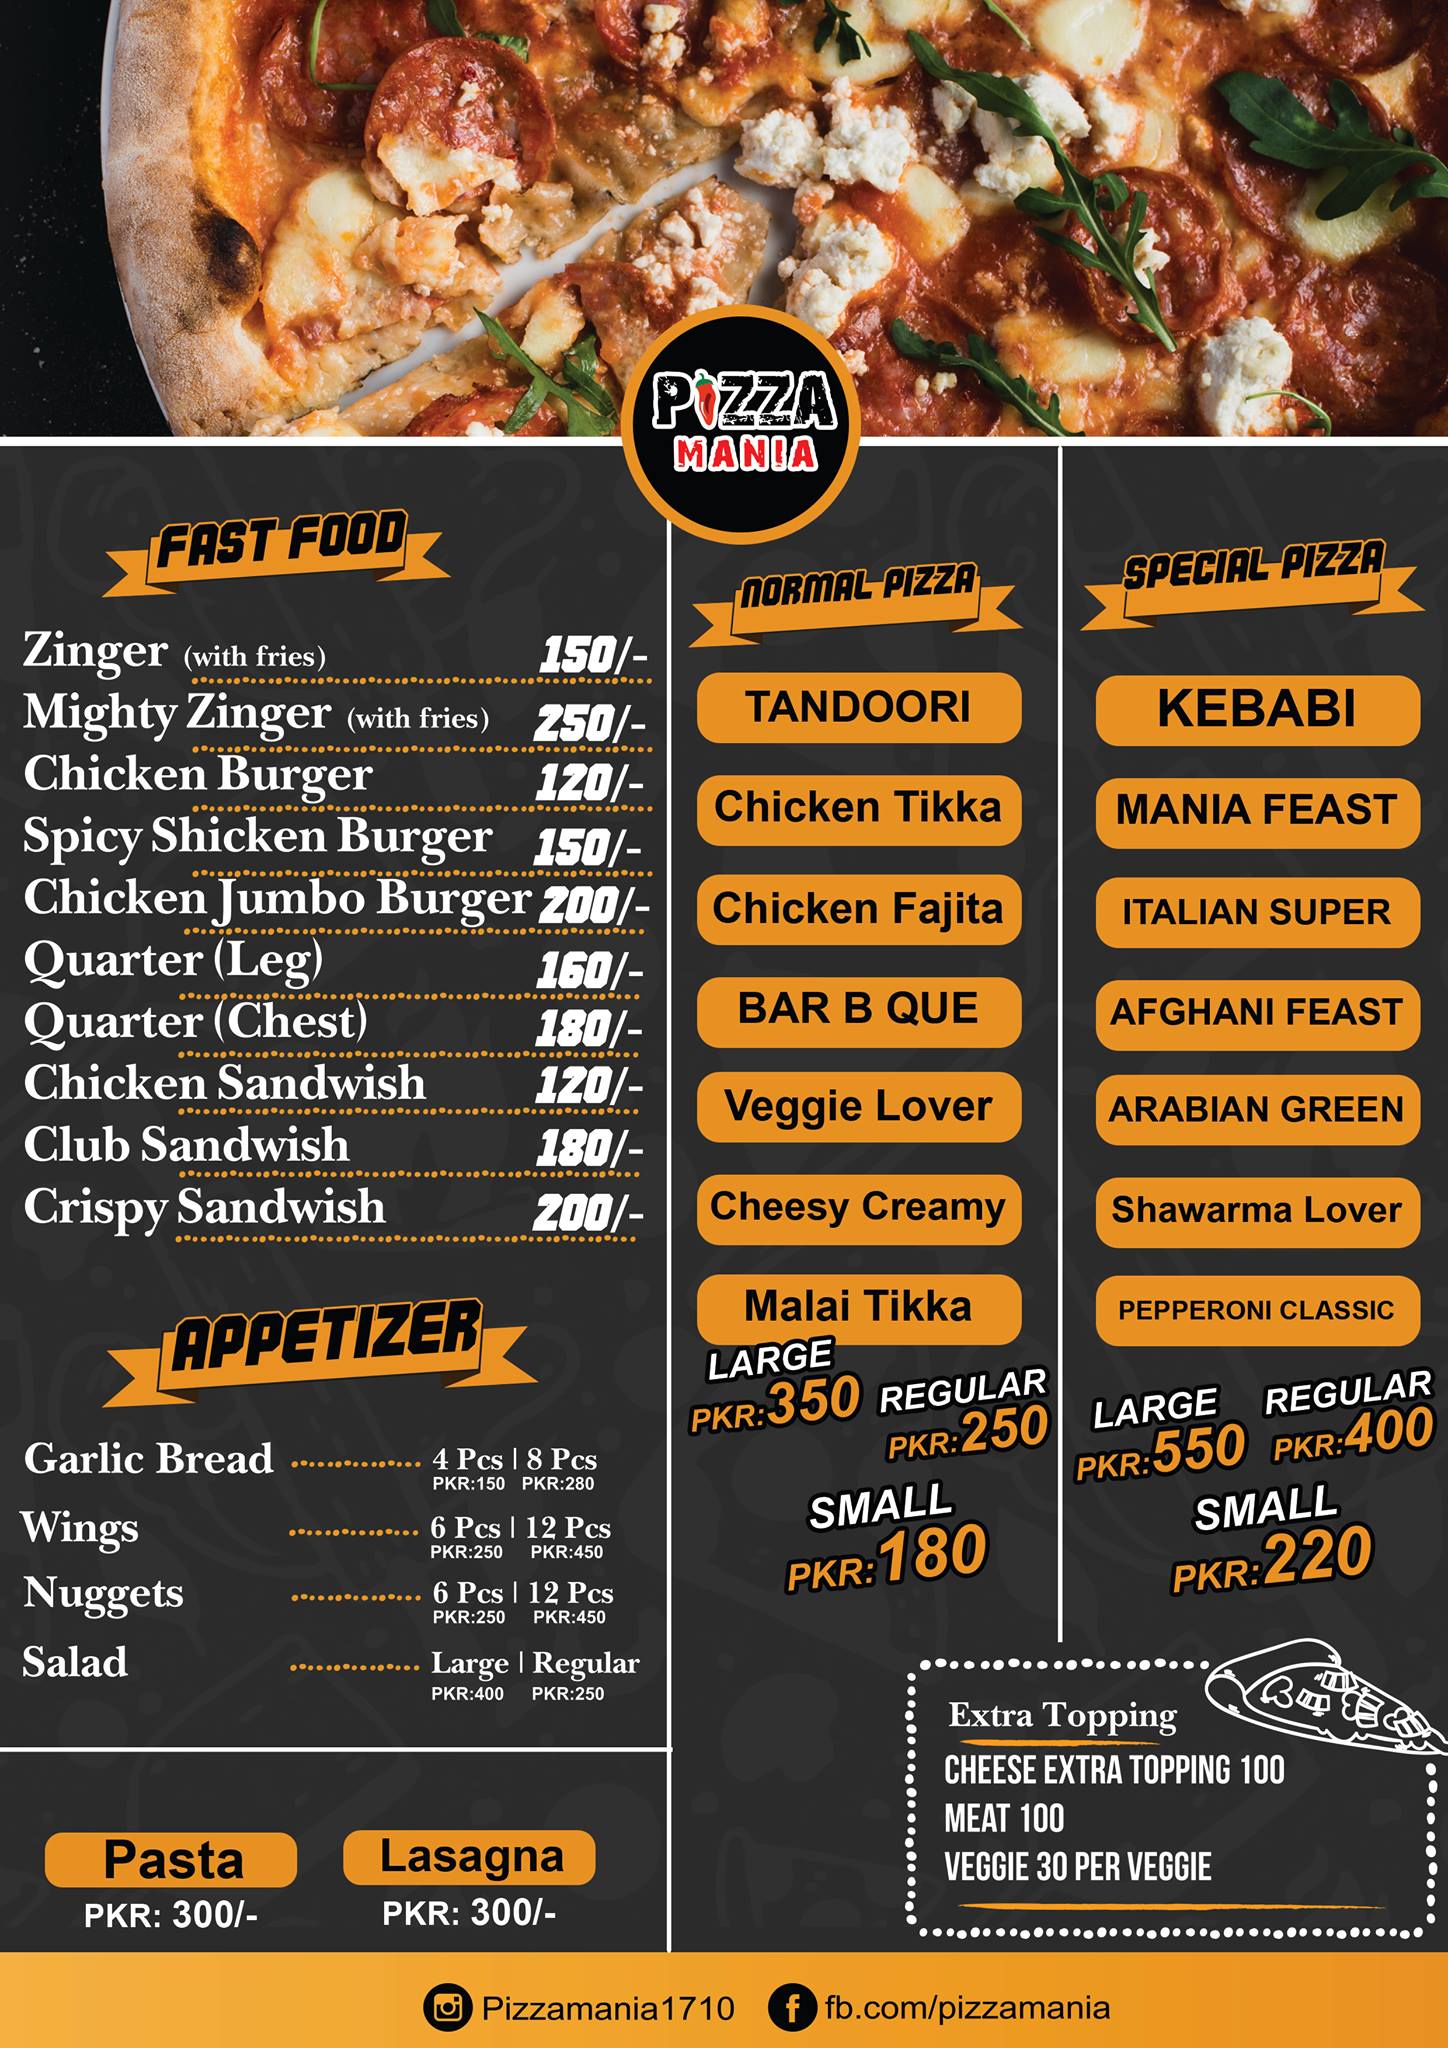 PIZZA
MANIA
FAST FOOD
Zinger (with fries) 150/-
Mighty Zinger (with fries) 250/-
Chicken Burger 120/-
Spicy Shicken Burger 150/-
Chicken Jumbo Burger 200/-
Quarter (Leg) 160/-
Quarter (Chest) 180/-
Chicken Sandwish 120/-
Club Sandwish 180/-
Crispy Sandwish 200/-
APPETIZER
Garlic Bread 4 Pcs | 8 Pcs
PKR:150 PKR:280
Wings 6 Pcs | 12 Pcs
PKR:250 PKR:450
Nuggets 6 Pcs | 12 Pcs
PKR:250 PKR:450
Salad Large | Regular
PKR:400 PKR:250
Pasta
PKR: 300/-
Lasagna
PKR: 300/-
NORMAL PIZZA
TANDOORI
Chicken Tikka
Chicken Fajita
BAR B QUE
Veggie Lover
Cheesy Creamy
Malai Tikka
LARGE
PKR:350
REGULAR
PKR:250
SMALL
PKR:180
SPECIAL PIZZA
KEBABI
MANIA FEAST
ITALIAN SUPER
AFGHANI FEAST
ARABIAN GREEN
Shawarma Lover
PEPPERONI CLASSIC
LARGE
PKR:550
REGULAR
PKR:400
SMALL
PKR:220
Extra Topping
CHEESE EXTRA TOPPING 100
MEAT 100
VEGGIE 30 PER VEGGIE
Pizzamania1710
fb.com/pizzamania